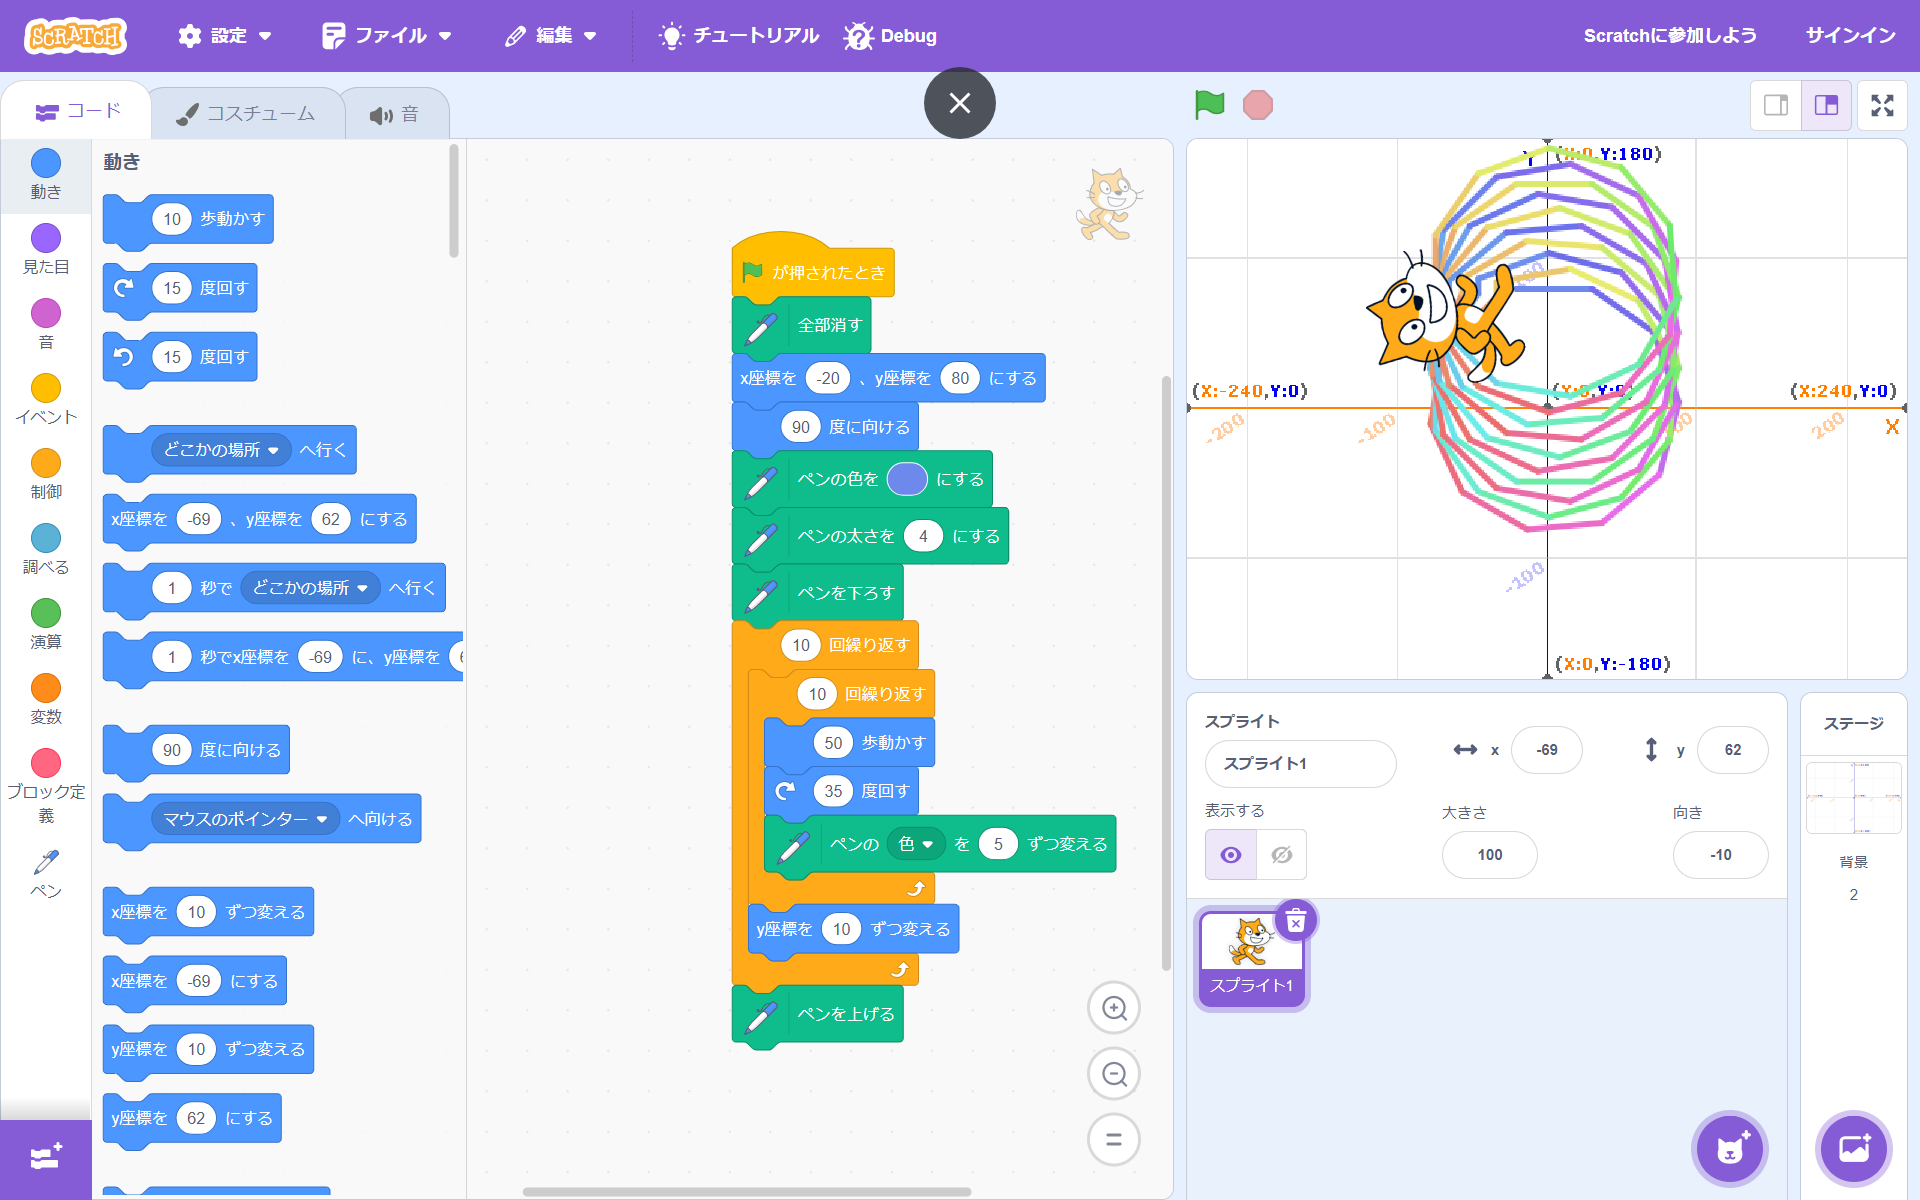 SCRATCH
設定
ファイル
編集
チュートリアル
Debug
Scratchに参加しよう
サインイン
コード
コスチューム
音
動き
見た目
音
イベント
制御
調べる
演算
変数
ブロック定
義
ペン
動き
10 歩動かす
15 度回す
15 度回す
どこかの場所 へ行く
x座標を -69 、y座標を 62 にする
1 秒で どこかの場所 へ行く
1 秒でx座標を -69 に、y座標を
90 度に向ける
マウスのポインター へ向ける
x座標を 10 ずつ変える
x座標を -69 にする
y座標を 10 ずつ変える
y座標を 62 にする
が押されたとき
全部消す
x座標を -20 、y座標を 80 にする
90 度に向ける
ペンの色を にする
ペンの太さを 4 にする
ペンを下ろす
10 回繰り返す
10 回繰り返す
50 歩動かす
35 度回す
ペンの 色 を 5 ずつ変える
y座標を 10 ずつ変える
ペンを上げる
Y (X:0,Y:180)
(X:-240,Y:0)
(X:240,Y:0)
-200
-100
200
X
-100
(X:0,Y:-180)
スプライト
スプライト1
x -69
y 62
表示する
大きさ
向き
100
-10
スプライト1
ステージ
背景
2